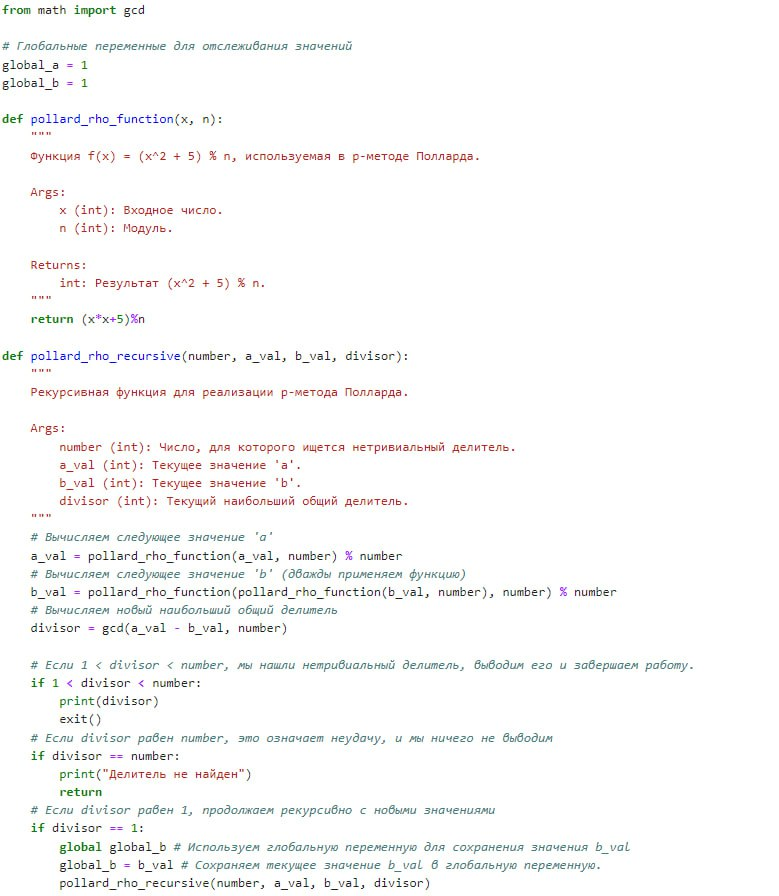 from math import gcd

# Глобальные переменные для отслеживания значений
global_a = 1
global_b = 1

def pollard_rho_function(x, n):
    """
    Функция f(x) = (x^2 + 5) % n, используемая в p-методе Полларда.

    Args:
        x (int): Входное число.
        n (int): Модуль.

    Returns:
        int: Результат (x^2 + 5) % n.
    """
    return (x*x+5)%n

def pollard_rho_recursive(number, a_val, b_val, divisor):
    """
    Рекурсивная функция для реализации p-метода Полларда.

    Args:
        number (int): Число, для которого ищется нетривиальный делитель.
        a_val (int): Текущее значение 'a'.
        b_val (int): Текущее значение 'b'.
        divisor (int): Текущий наибольший общий делитель.
    """
    # Вычисляем следующее значение 'a'
    a_val = pollard_rho_function(a_val, number) % number
    # Вычисляем следующее значение 'b' (дважды применяем функцию)
    b_val = pollard_rho_function(pollard_rho_function(b_val, number), number) % number
    # Вычисляем новый наибольший общий делитель
    divisor = gcd(a_val - b_val, number)

    # Если 1 < divisor < number, мы нашли нетривиальный делитель, выводим его и завершаем работу.
    if 1 < divisor < number:
        print(divisor)
        exit()
    # Если divisor равен number, это означает неудачу, и мы ничего не выводим
    if divisor == number:
        print("Делитель не найден")
        return
    # Если divisor равен 1, продолжаем рекурсивно с новыми значениями
    if divisor == 1:
        global global_b # Используем глобальную переменную для сохранения значения b_val
        global_b = b_val # Сохраняем текущее значение b_val в глобальную переменную.
        pollard_rho_recursive(number, a_val, b_val, divisor)